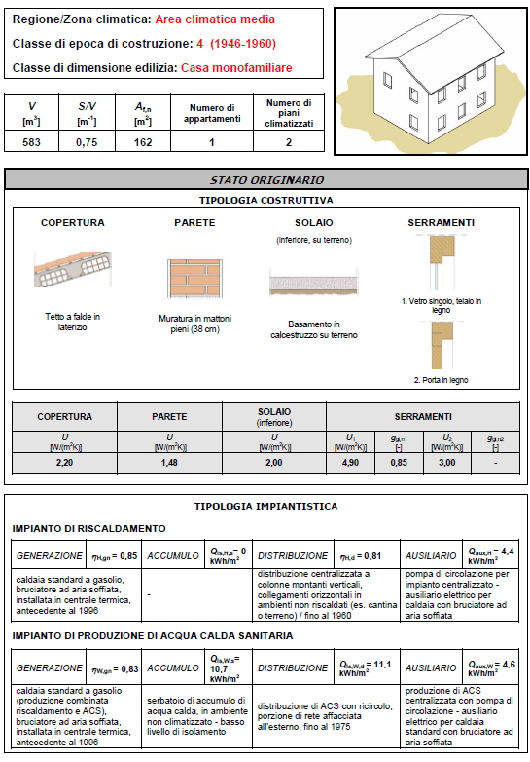 Regione/Zona climatica: Area climatica media
Classe di epoca di costruzione: 4 (1946-1960)
Classe di dimensione edilizia: Casa monofamiliare
V S/V Af,n Numero di appartamenti Numero di piani climatizzati
[m³] [m⁻¹] [m²]
583 0,75 162 1 2
STATO ORIGINARIO
TIPOLOGIA COSTRUTTIVA
COPERTURA PARETE SOLAIO SERRAMENTI
(inferiore, su terreno)
Tetto a falde in laterizio
Muratura in mattoni pieni (38 cm)
Basamento in calcestruzzo su terreno
1. Vetro singolo, telaio in legno
2. Porta in legno
COPERTURA PARETE SOLAIO (inferiore) SERRAMENTI
U U U U1 ggl,n U2 ggl,n2
[W/(m²K)] [W/(m²K)] [W/(m²K)] [W/(m²K)] [-] [W/(m²K)] [-]
2,20 1,48 2,00 4,90 0,85 3,00 -
TIPOLOGIA IMPIANTISTICA
IMPIANTO DI RISCALDAMENTO
GENERAZIONE ηH,gn = 0,85 ACCUMULO Qls,H,s= 0 kWh/m² DISTRIBUZIONE ηH,d = 0,81 AUSILIARIO Qaux,H = 4,4 kWh/m²
caldaia standard a gasolio,
bruciatore ad aria soffiata,
installata in centrale termica,
antecedente al 1996
-
distribuzione centralizzata a
colonne montanti verticali,
collegamenti orizzontali in
ambienti non riscaldati (es. cantina
o terreno) / fino al 1960
pompa di circolazione per
impianto centralizzato -
ausiliario elettrico per
caldaia con bruciatore ad
aria soffiata
IMPIANTO DI PRODUZIONE DI ACQUA CALDA SANITARIA
GENERAZIONE ηW,gn = 0,83 ACCUMULO Qls,W,s= 10,7 kWh/m² DISTRIBUZIONE Qls,W,d = 11,1 kWh/m² AUSILIARIO Qaux,W = 4,6 kWh/m²
caldaia standard a gasolio
(produzione combinata
riscaldamento e ACS),
bruciatore ad aria soffiata,
installata in centrale termica,
antecedente al 1996
serbatoio di accumulo di
acqua calda, in ambiente
non climatizzato - basso
livello di isolamento
distribuzione di ACS con ricircolo,
porzione di rete affacciata
all'esterno, fino al 1975
produzione di ACS
centralizzata con pompa di
circolazione - ausiliario
elettrico per caldaia
standard con bruciatore ad
aria soffiata